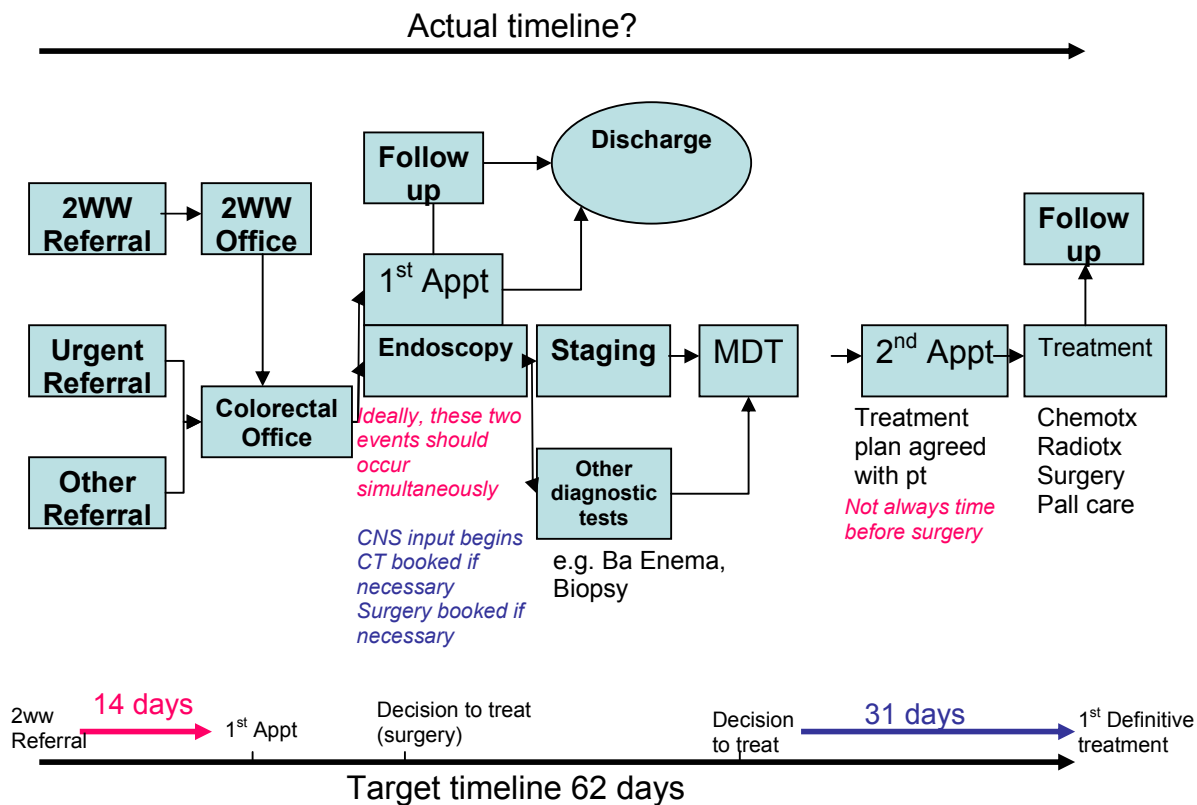 Actual timeline?
Follow
up
Discharge
2WW
Referral
2WW
Office
Follow
up
1st Appt
Urgent
Referral
Endoscopy
Staging
MDT
2nd Appt
Treatment
Colorectal
Office
Ideally, these two
events should
occur
simultaneously
Treatment
plan agreed
with pt
Not always time
before surgery
Chemotx
Radiotx
Surgery
Pall care
Other
Referral
Other
diagnostic
tests
CNS input begins
CT booked if
necessary
Surgery booked if
necessary
e.g. Ba Enema,
Biopsy
2ww
Referral
14 days
1st Appt
Decision to treat
(surgery)
Decision
to treat
31 days
1st Definitive
treatment
Target timeline 62 days